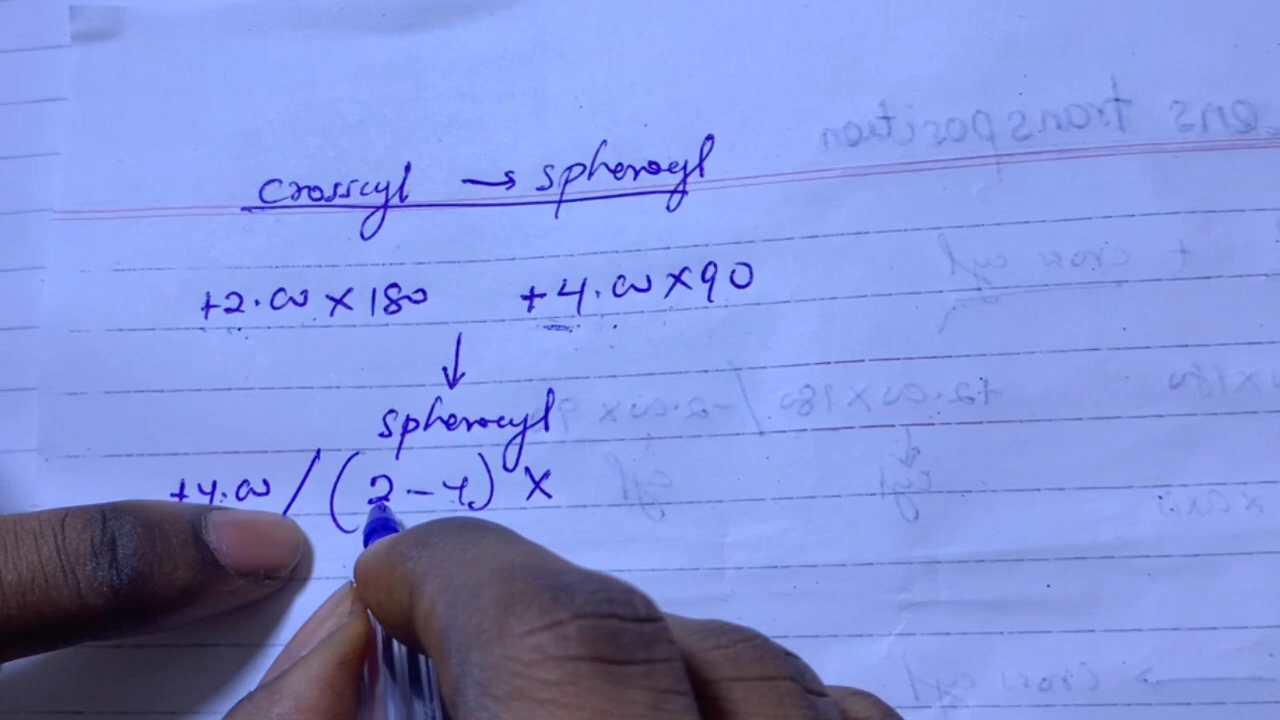 crosscyl → spherocyl
+2.00 x 180 +4.00 x 90
↓
spherocyl
+4.00 / (2-4) x